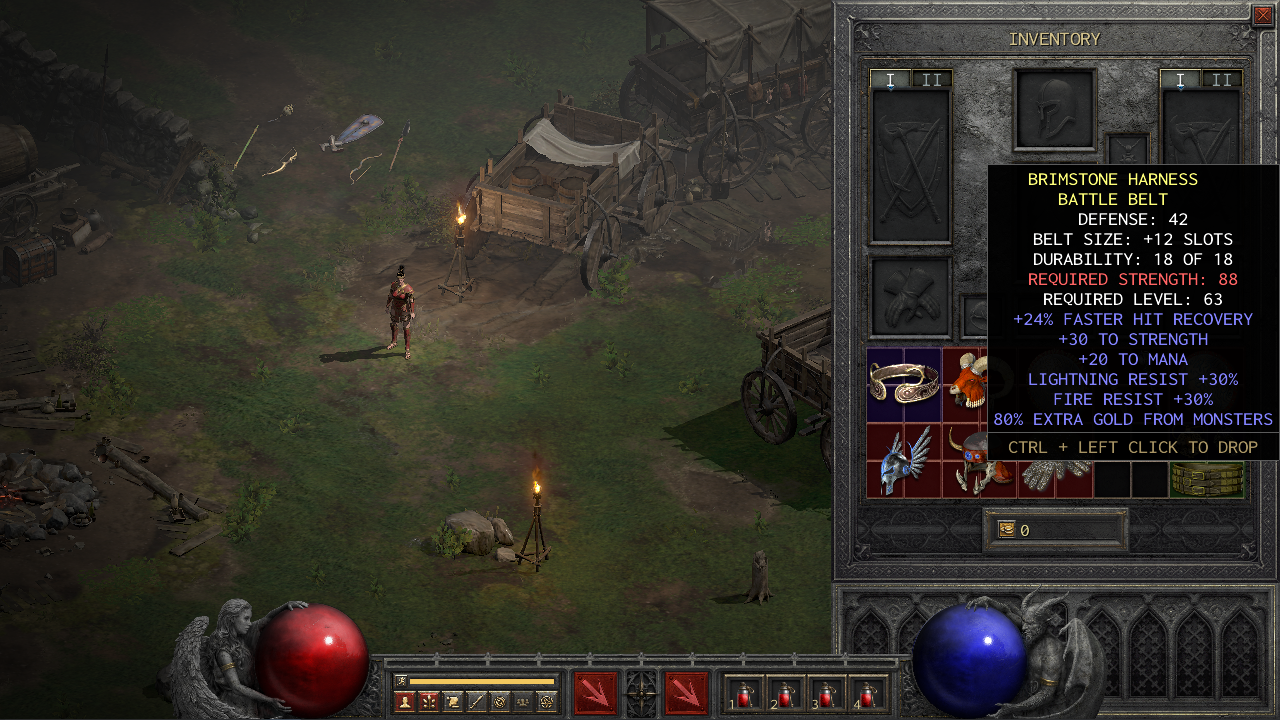 INVENTORY
I II
I II
BRIMSTONE HARNESS
BATTLE BELT
DEFENSE: 42
BELT SIZE: +12 SLOTS
DURABILITY: 18 OF 18
REQUIRED STRENGTH: 88
REQUIRED LEVEL: 63
+24% FASTER HIT RECOVERY
+30 TO STRENGTH
+20 TO MANA
LIGHTNING RESIST +30%
FIRE RESIST +30%
80% EXTRA GOLD FROM MONSTERS
CTRL + LEFT CLICK TO DROP
0
1 2 3 4